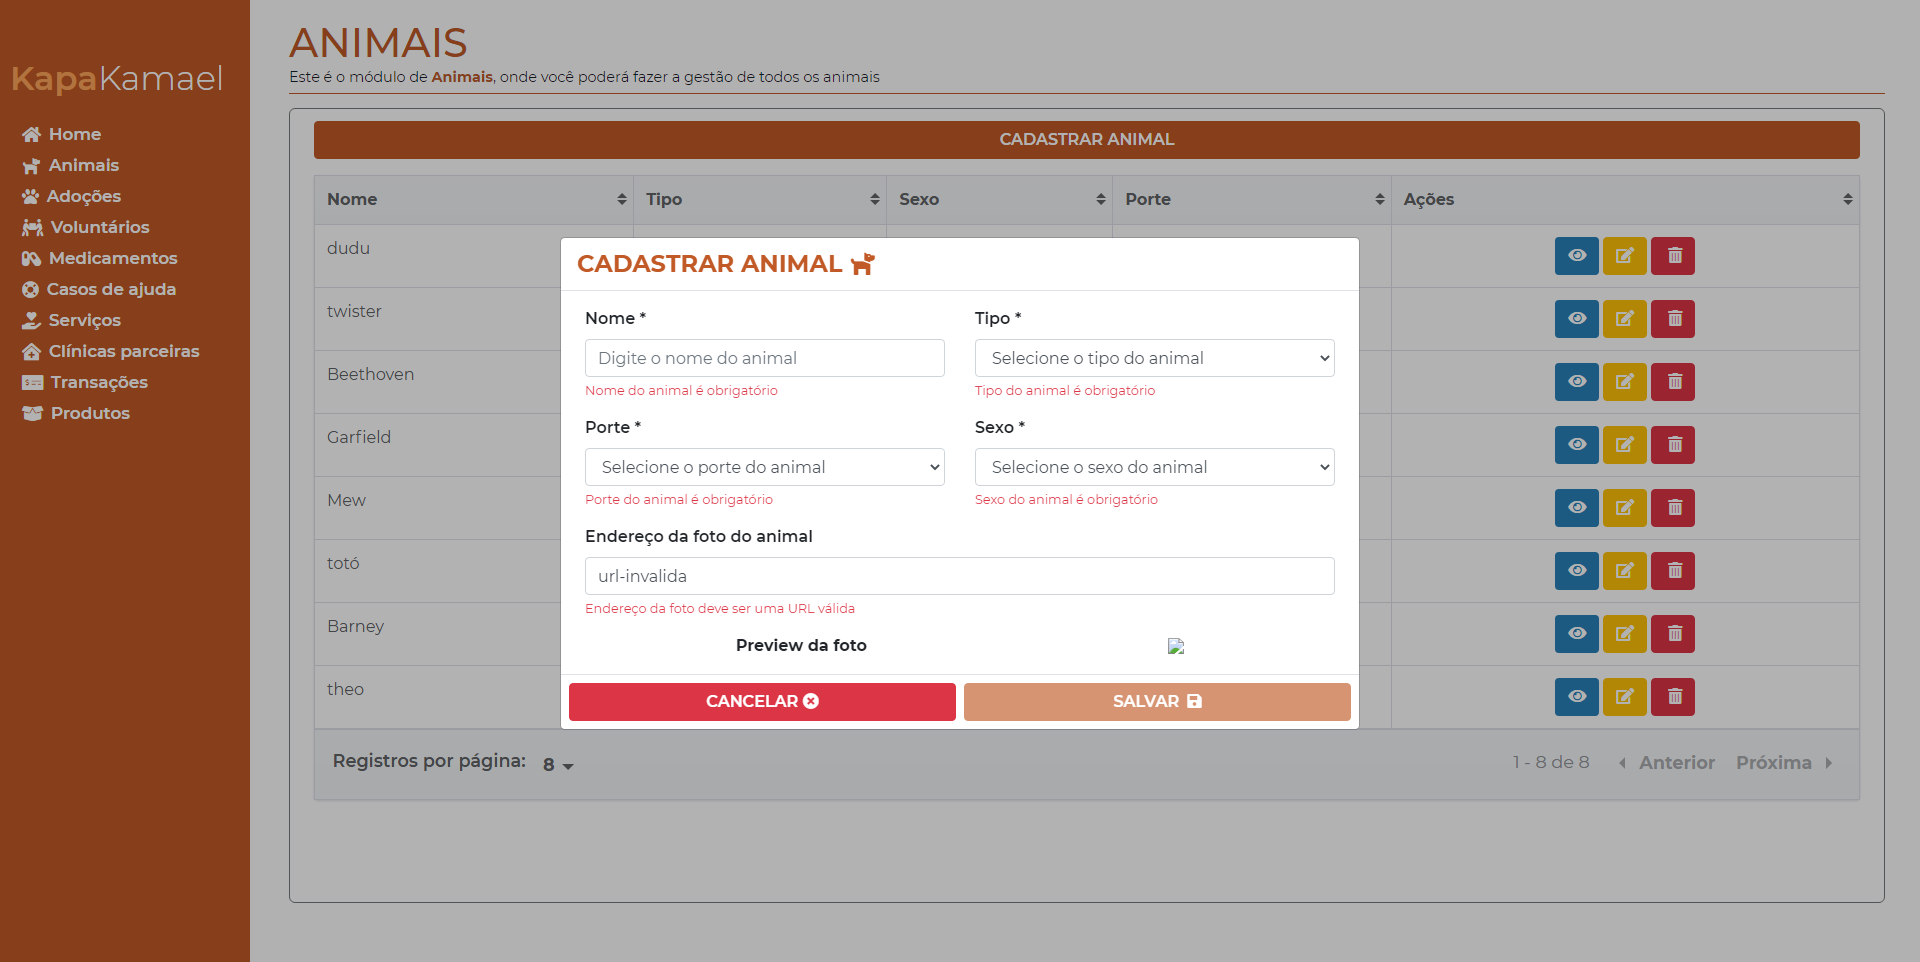 KapaKamael
Home
Animais
Adoções
Voluntários
Medicamentos
Casos de ajuda
Serviços
Clínicas parceiras
Transações
Produtos
ANIMAIS
Este é o módulo de Animais, onde você poderá fazer a gestão de todos os animais
CADASTRAR ANIMAL
Nome Tipo Sexo Porte Ações
dudu
twister
Beethoven
Garfield
Mew
totó
Barney
theo
Registros por página: 8
1 - 8 de 8 Anterior Próxima
CADASTRAR ANIMAL
Nome * Tipo *
Digite o nome do animal Selecione o tipo do animal
Nome do animal é obrigatório Tipo do animal é obrigatório
Porte * Sexo *
Selecione o porte do animal Selecione o sexo do animal
Porte do animal é obrigatório Sexo do animal é obrigatório
Endereço da foto do animal
url-invalida
Endereço da foto deve ser uma URL válida
Preview da foto
CANCELAR SALVAR